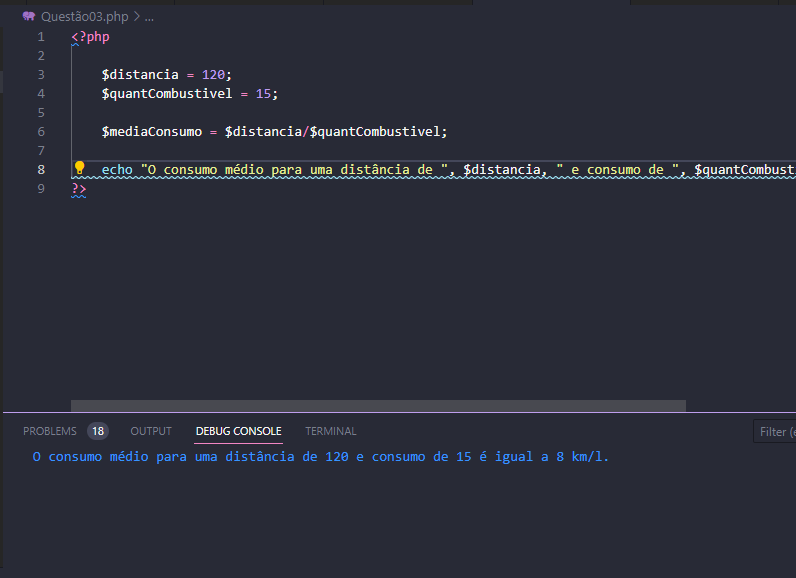 Questão03.php > ...
1 <?php
2
3 $distancia = 120;
4 $quantCombustivel = 15;
5
6 $mediaConsumo = $distancia/$quantCombustivel;
7
8 echo "O consumo médio para uma distância de ", $distancia, " e consumo de ", $quantCombust
9 ?>
PROBLEMS 18 OUTPUT DEBUG CONSOLE TERMINAL Filter (e
O consumo médio para uma distância de 120 e consumo de 15 é igual a 8 km/l.